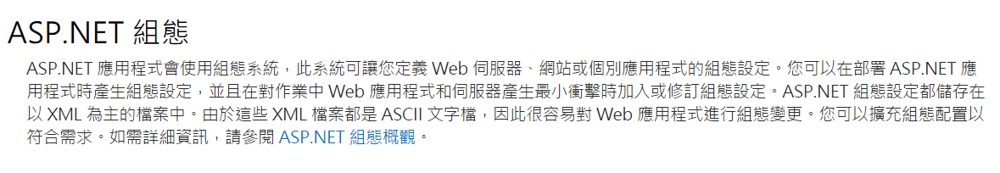 ASP.NET 組態
ASP.NET 應用程式會使用組態系統，此系統可讓您定義 Web 伺服器、網站或個別應用程式的組態設定。您可以在部署 ASP.NET 應
用程式時產生組態設定，並且在對作業中 Web 應用程式和伺服器產生最小衝擊時加入或修訂組態設定。ASP.NET 組態設定都儲存在
以 XML 為主的檔案中。由於這些 XML 檔案都是 ASCII 文字檔，因此很容易對 Web 應用程式進行組態變更。您可以擴充組態配置以
符合需求。如需詳細資訊，請參閱 ASP.NET 組態概觀。